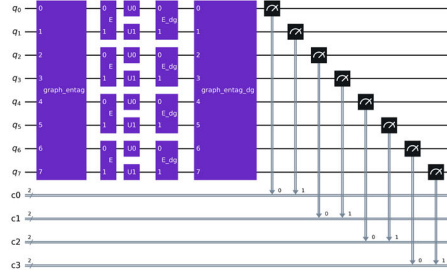 q0 0 0 U0 0 0
q1 1 E 1 U1 E_dg 1 1
q2 2 0 U0 0 2
q3 3 E 1 U1 E_dg 1 3
graph_entag graph_entag_dg
q4 4 0 U0 0 4
q5 5 E 1 U1 E_dg 1 5
q6 6 0 U0 0 6
q7 7 E 1 U1 E_dg 1 7
c0 2 0 1
c1 2 0 1
c2 2 0 1
c3 2 0 1